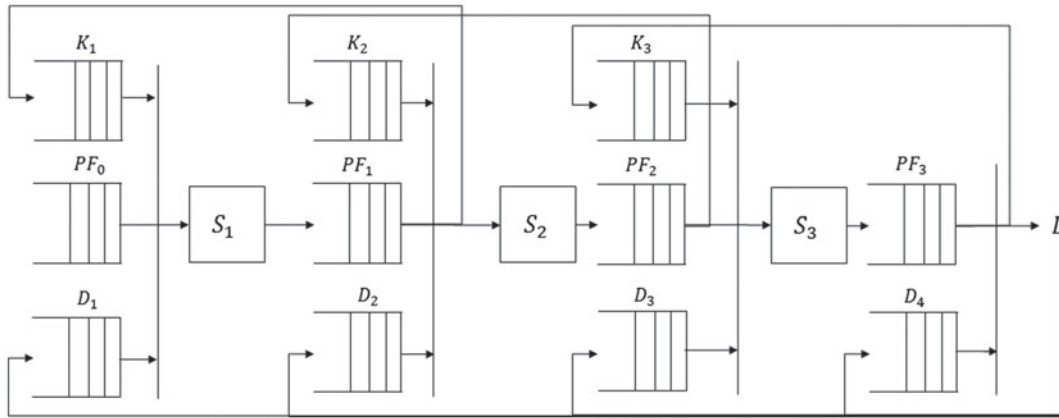 K₁ K₂ K₃
PF₀ PF₁ PF₂ PF₃
S₁ S₂ S₃
D₁ D₂ D₃ D₄